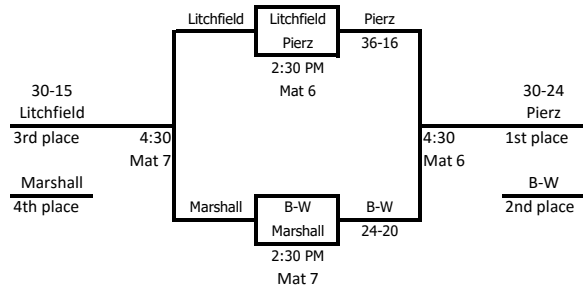 Litchfield Litchfield Pierz
Pierz 36-16
2:30 PM
Mat 6
30-15 30-24
Litchfield Pierz
3rd place 4:30 4:30 1st place
Mat 7 Mat 6
Marshall B-W
4th place 2nd place
Marshall B-W B-W
Marshall 24-20
2:30 PM
Mat 7